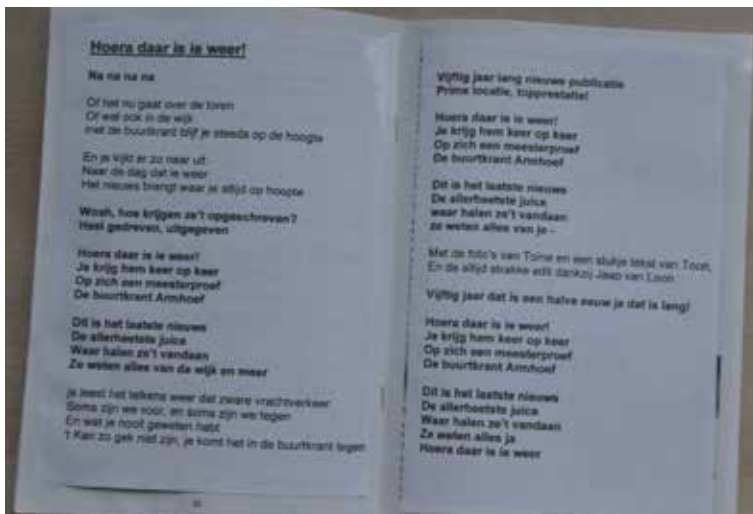 Hoera daar is ie weer!
Na na na na
Of het nu gaat over de toren
Of wat ook in de wijk
met de buurtkrant blijf je steeds op de hoogte
En je kijkt er zo naar uit
Naar de dag dat ie weer
Het nieuws brengt waar je altijd op hoopte
Woah, hoe krijgen ze't opgeschreven?
Heel gedreven, uitgegeven
Hoera daar is ie weer!
Je krijg hem keer op keer
Op zich een meesterproef
De buurtkrant Armhoef
Dit is het laatste nieuws
De allerheetste juice
Waar halen ze't vandaan
Ze weten alles van de wijk en meer
je leest het telkens weer dat zware vrachtverkeer
Soms zijn we voor, en soms zijn we tegen
En wat je nooit geweten habt
't Kan zo gek niet zijn, je komt het in de buurtkrant tegen
Vijftig jaar lang nieuwe publicatie
Prima locatie, topprestatie!
Hoera daar is ie weer!
Je krijg hem keer op keer
Op zich een meesterproef
De buurtkrant Armhoef
Dit is het laatste nieuws
De allerheetste juice
waar halen ze't vandaan
ze weten alles van je -
Met de foto's van Toine en een stukje tekst van Toon,
En de altijd strakke edit dankzij Jaap van Loon
Vijftig jaar dat is een halve eeuw ja dat is lang!
Hoera daar is ie weer!
Je krijg hem keer op keer
Op zich een meesterproef
De buurtkrant Armhoef
Dit is het laatste nieuws
De allerheetste juice
Waar halen ze't vandaan
Ze weten alles ja
Hoera daar is ie weer